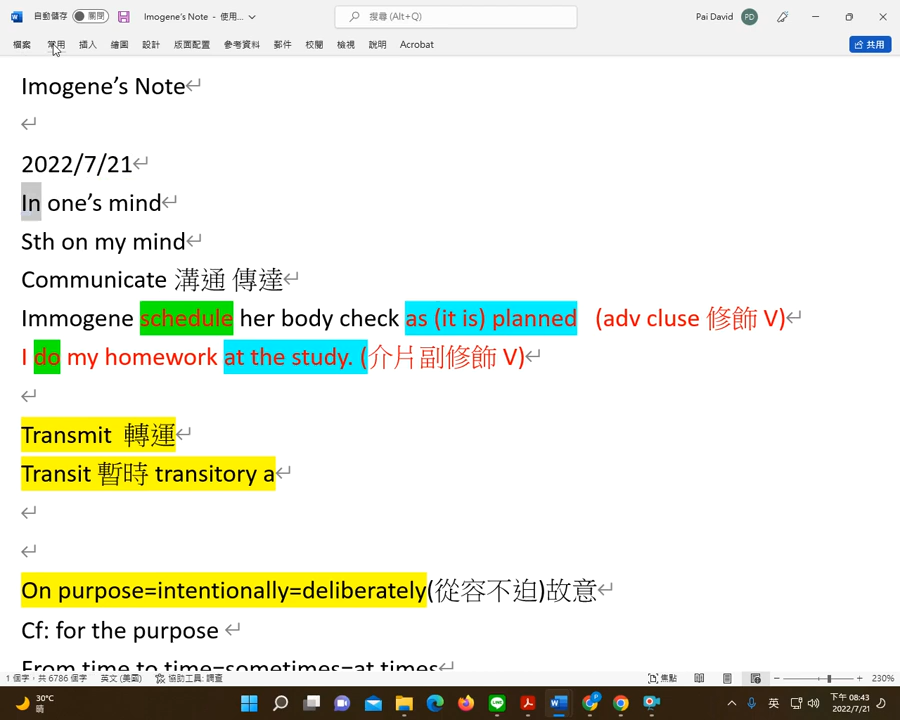 自動儲存 關閉 Imogene's Note - 使用... 搜尋 (Alt+Q) Pai David PD
檔案 常用 插入 繪圖 設計 版面配置 參考資料 郵件 校閱 檢視 說明 Acrobat 共用
Imogene's Note
2022/7/21
In one's mind
Sth on my mind
Communicate 溝通 傳達
Immogene schedule her body check as (it is) planned (adv cluse 修飾 V)
I do my homework at the study. (介片副修飾 V)
Transmit 轉運
Transit 暫時 transitory a
On purpose=intentionally=deliberately(從容不迫)故意
Cf: for the purpose
From time to time=sometimes=at times
1 個字，共 6786 個字 英文 (美國) 協助工具: 調查 焦點 230%
30°C 晴 英 下午 08:43
2022/7/21